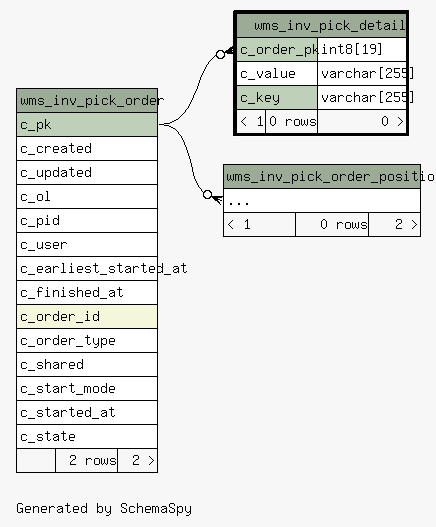 wms_inv_pick_detail
c_order_pk int8[19]
c_value varchar[255]
c_key varchar[255]
< 1 0 rows 0 >
wms_inv_pick_order
c_pk
c_created
c_updated
c_ol
c_pid
c_user
c_earliest_started_at
c_finished_at
c_order_id
c_order_type
c_shared
c_start_mode
c_started_at
c_state
2 rows 2 >
wms_inv_pick_order_positio
...
< 1 0 rows 2 >
Generated by SchemaSpy